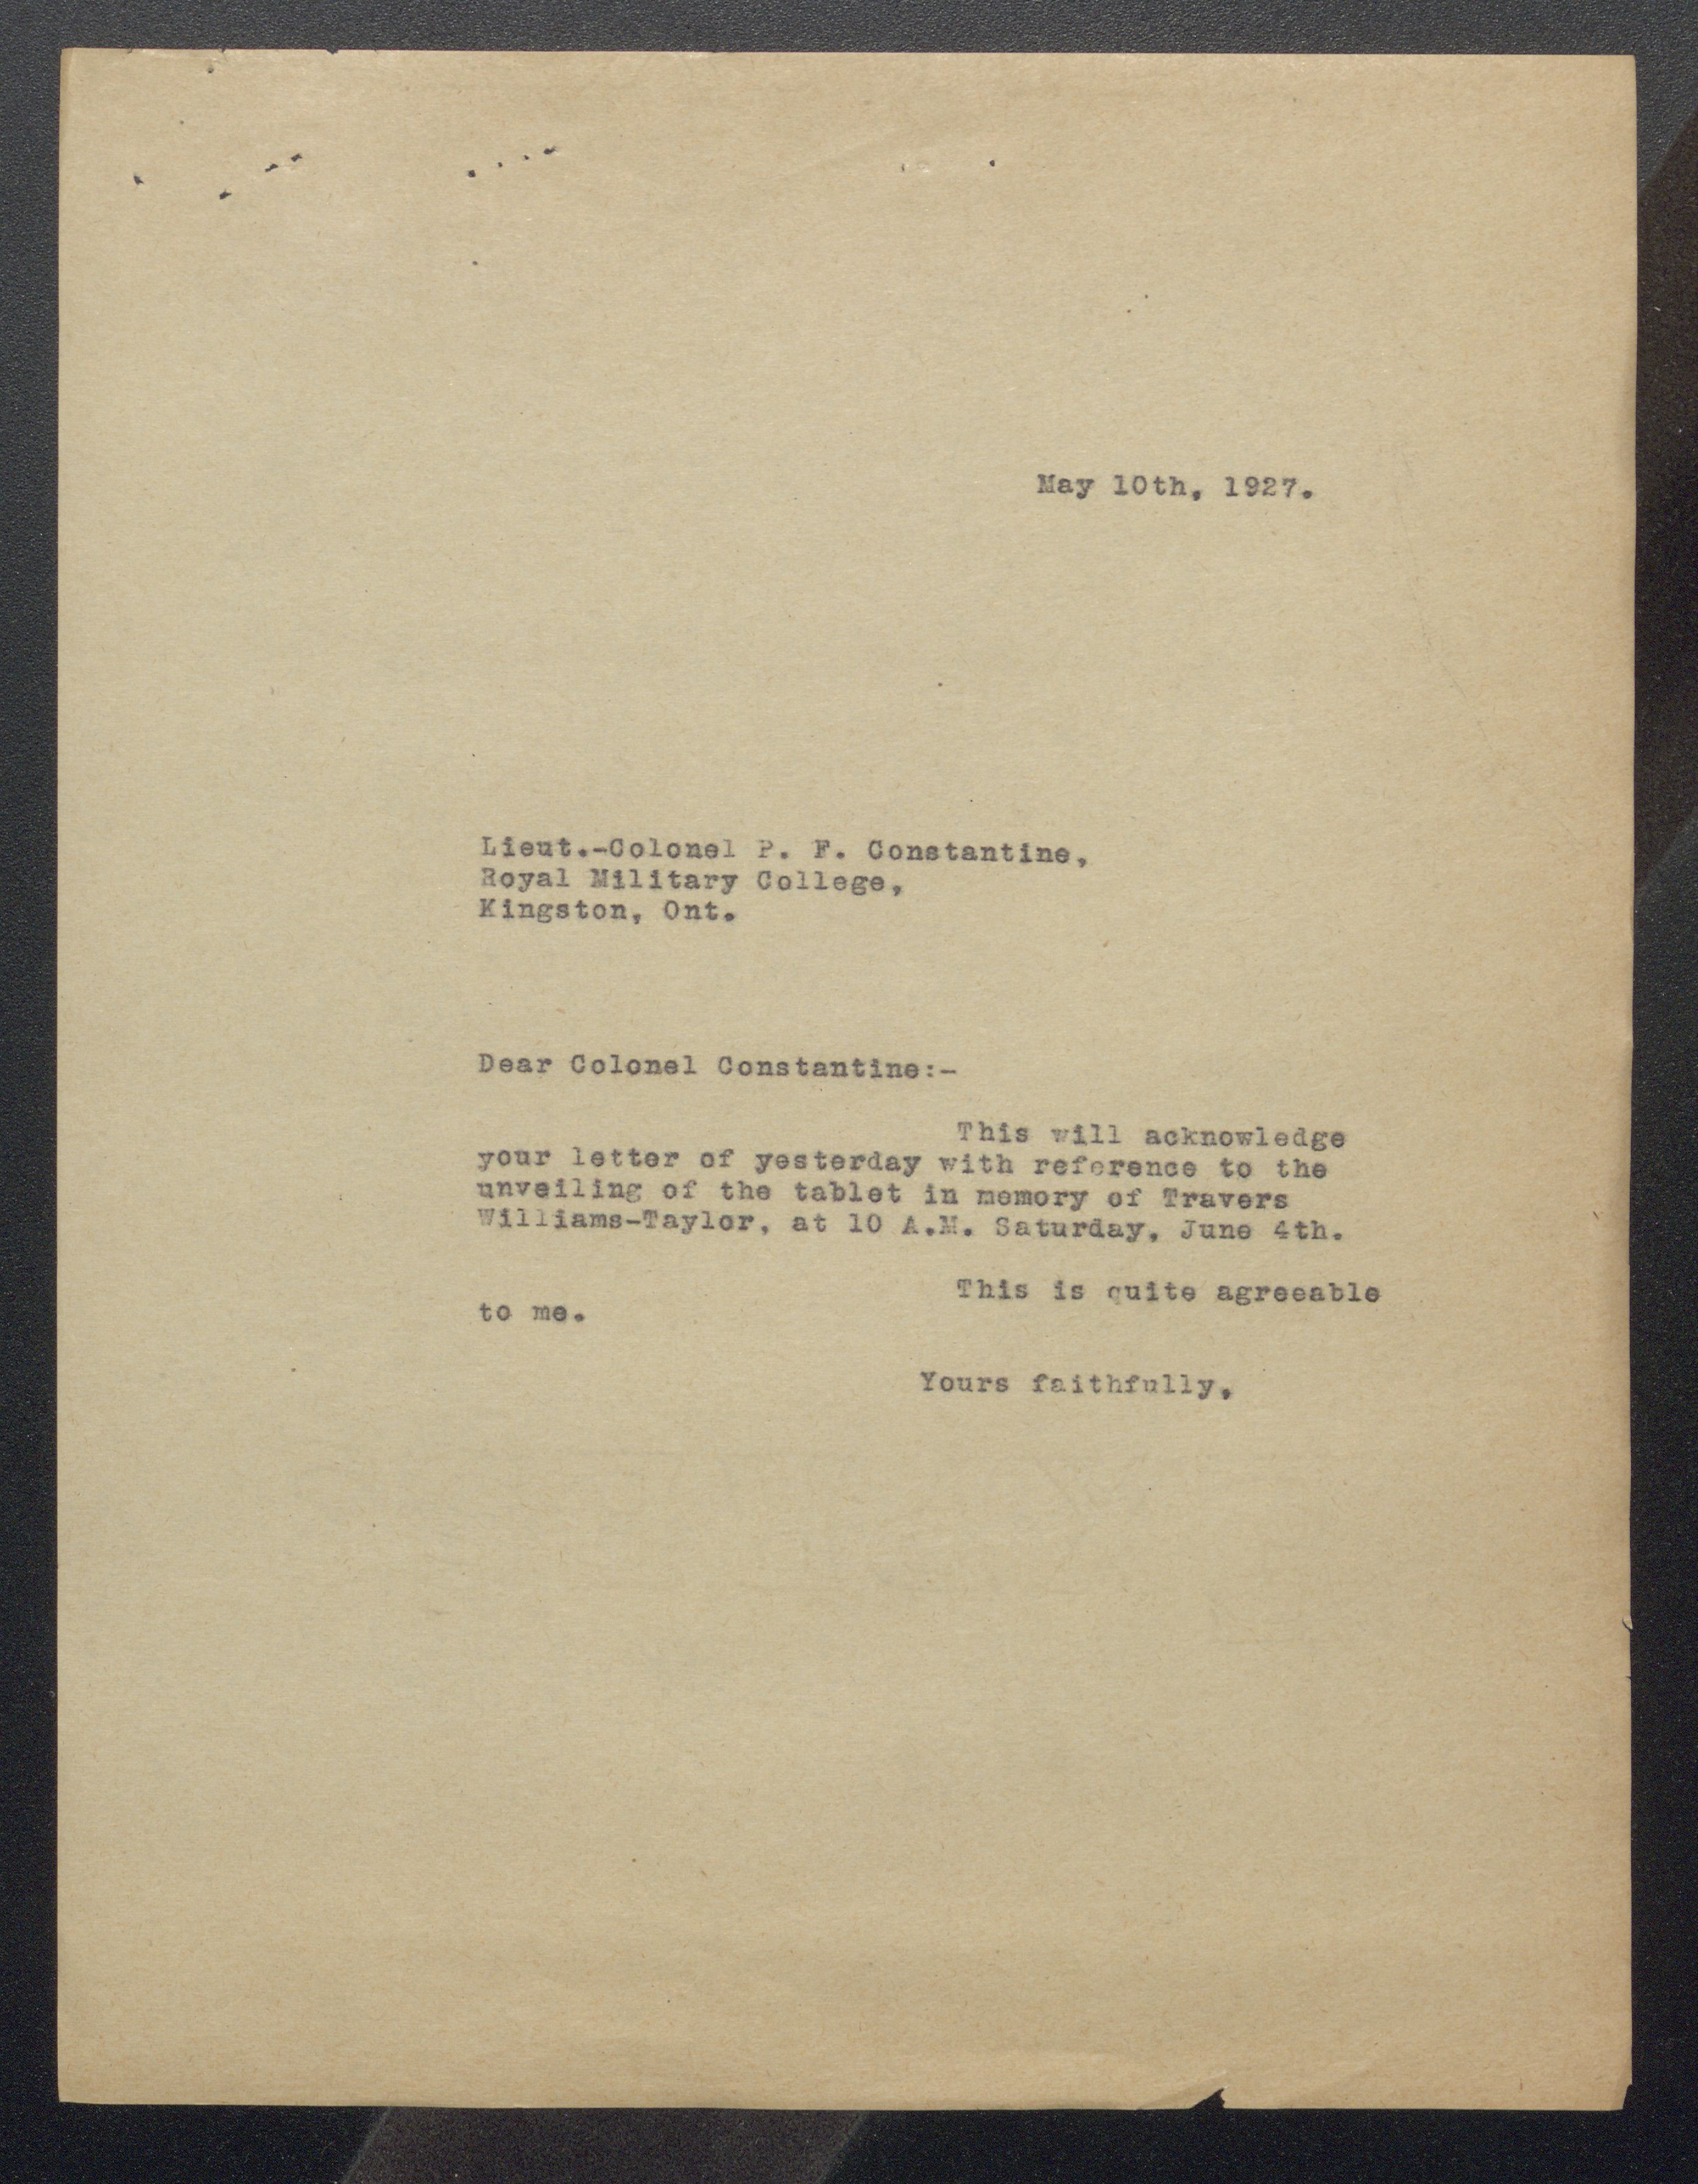 May 10th, 1927.
Lieut.-Colonel P. F. Constantine,
Royal Military College,
Kingston, Ont.
Dear Colonel Constantine:-
This will acknowledge
your letter of yesterday with reference to the
unveiling of the tablet in memory of Travers
Williams-Taylor, at 10 A.M. Saturday, June 4th.
This is quite agreeable
to me.
Yours faithfully,